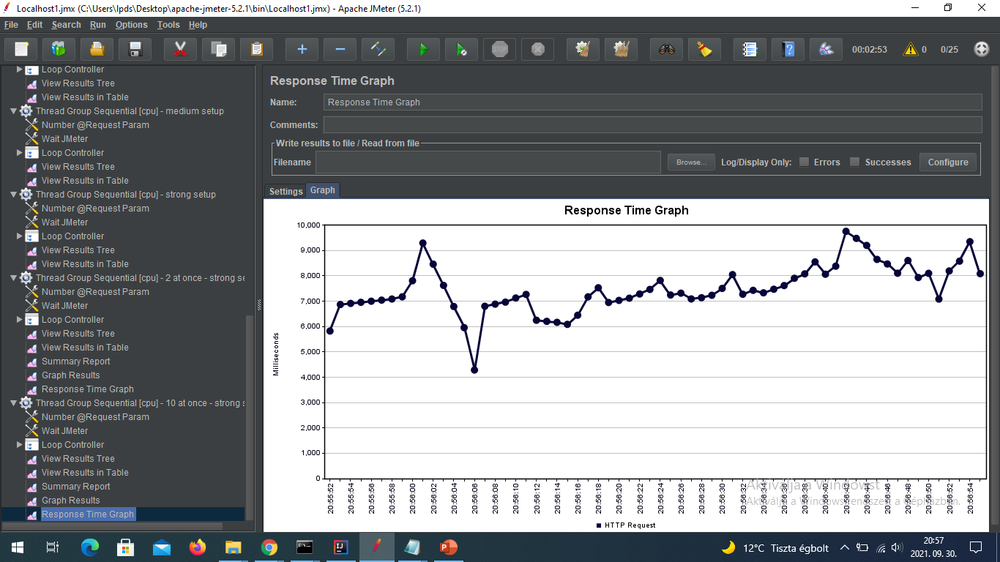 Localhost1.jmx (C:\Users\lpds\Desktop\apache-jmeter-5.2.1\bin\Localhost1.jmx) - Apache JMeter (5.2.1)
File Edit Search Run Options Tools Help
STOP
00:02:53 0 0/25
Loop Controller
View Results Tree
View Results in Table
Thread Group Sequential [cpu] - medium setup
Number @Request Param
Wait JMeter
Loop Controller
View Results Tree
View Results in Table
Thread Group Sequential [cpu] - strong setup
Number @Request Param
Wait JMeter
Loop Controller
View Results Tree
View Results in Table
Thread Group Sequential [cpu] - 2 at once - strong se
Number @Request Param
Wait JMeter
Loop Controller
View Results Tree
View Results in Table
Summary Report
Graph Results
Response Time Graph
Thread Group Sequential [cpu] - 10 at once - strong s
Number @Request Param
Wait JMeter
Loop Controller
View Results Tree
View Results in Table
Summary Report
Graph Results
Response Time Graph
Response Time Graph
Name: Response Time Graph
Comments:
Write results to file / Read from file
Filename Browse... Log/Display Only: Errors Successes Configure
Settings Graph
Response Time Graph
10,000
9,000
8,000
7,000
6,000
5,000
4,000
3,000
2,000
1,000
0
Milliseconds
20:55:52 20:55:54 20:55:56 20:55:58 20:56:00 20:56:02 20:56:04 20:56:06 20:56:08 20:56:10 20:56:12 20:56:14 20:56:16 20:56:18 20:56:20 20:56:22 20:56:24 20:56:26 20:56:28 20:56:30 20:56:32 20:56:34 20:56:36 20:56:38 20:56:40 20:56:42 20:56:44 20:56:46 20:56:48 20:56:50 20:56:52 20:56:54
Aktiválja a Windowst
Aktiválja a Windows rendszert a Gépházban.
HTTP Request
12°C Tiszta égbolt
20:57
2021. 09. 30.